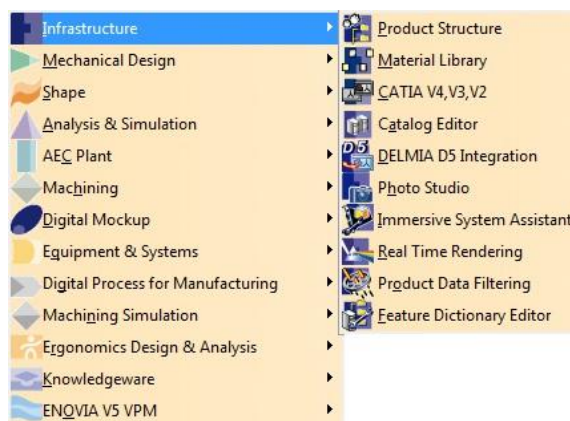 Infrastructure
Mechanical Design
Shape
Analysis & Simulation
AEC Plant
Machining
Digital Mockup
Equipment & Systems
Digital Process for Manufacturing
Machining Simulation
Ergonomics Design & Analysis
Knowledgeware
ENOVIA V5 VPM
Product Structure
Material Library
CATIA V4,V3,V2
Catalog Editor
D5 DELMIA D5 Integration
Photo Studio
Immersive System Assistant
Real Time Rendering
Product Data Filtering
Feature Dictionary Editor